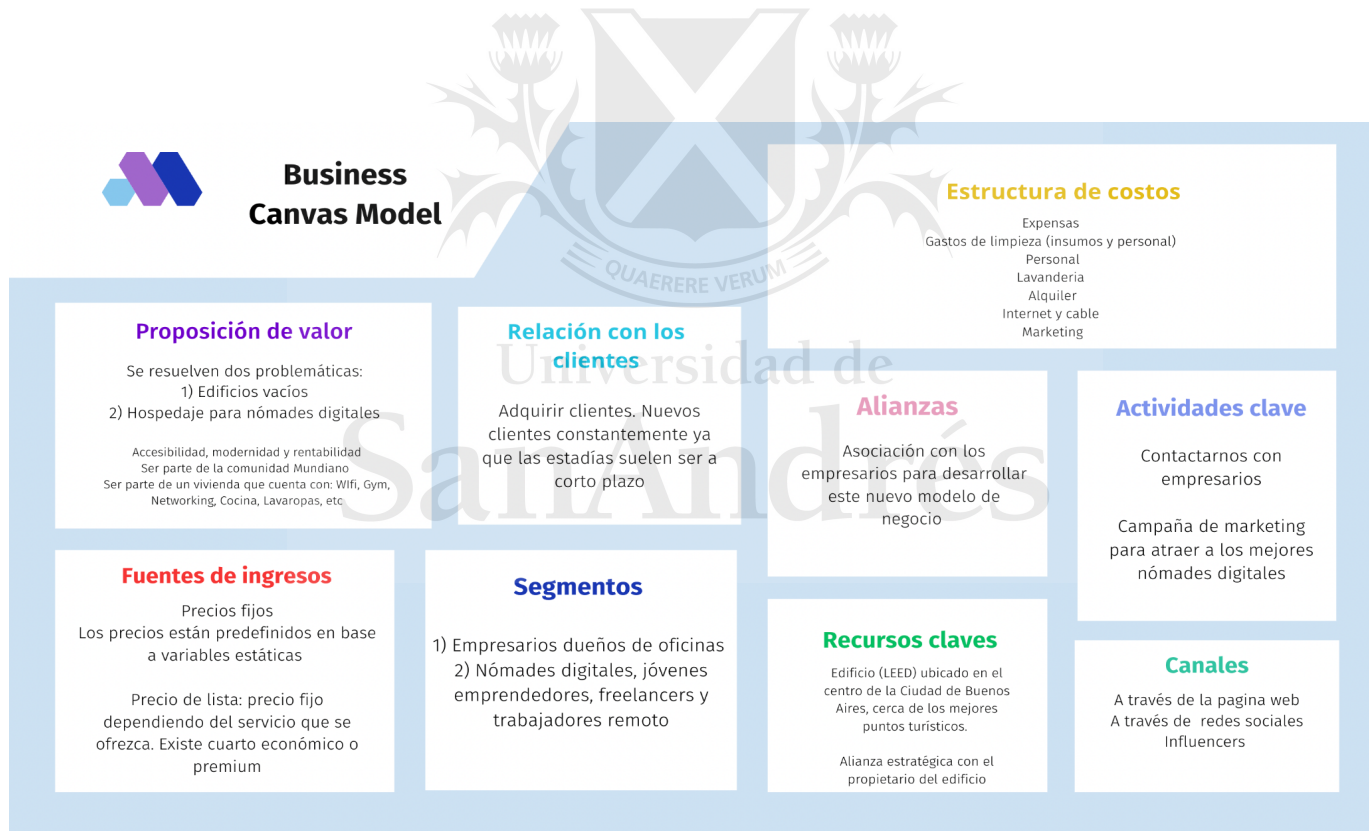 Business
Canvas Model
Estructura de costos
Expensas
Gastos de limpieza (insumos y personal)
Personal
Lavanderia
Alquiler
Internet y cable
Marketing
QUAERERE VERUM
Universidad de
SanAndrés
Proposición de valor
Se resuelven dos problemáticas:
1) Edificios vacíos
2) Hospedaje para nómades digitales
Accesibilidad, modernidad y rentabilidad
Ser parte de la comunidad Mundiano
Ser parte de un vivienda que cuenta con: WIfi, Gym,
Networking, Cocina, Lavaropas, etc
Relación con los
clientes
Adquirir clientes. Nuevos
clientes constantemente ya
que las estadías suelen ser a
corto plazo
Alianzas
Asociación con los
empresarios para desarrollar
este nuevo modelo de
negocio
Actividades clave
Contactarnos con
empresarios
Campaña de marketing
para atraer a los mejores
nómades digitales
Fuentes de ingresos
Precios fijos
Los precios están predefinidos en base
a variables estáticas
Precio de lista: precio fijo
dependiendo del servicio que se
ofrezca. Existe cuarto económico o
premium
Segmentos
1) Empresarios dueños de oficinas
2) Nómades digitales, jóvenes
emprendedores, freelancers y
trabajadores remoto
Recursos claves
Edificio (LEED) ubicado en el
centro de la Ciudad de Buenos
Aires, cerca de los mejores
puntos turísticos.
Alianza estratégica con el
propietario del edificio
Canales
A través de la pagina web
A través de redes sociales
Influencers